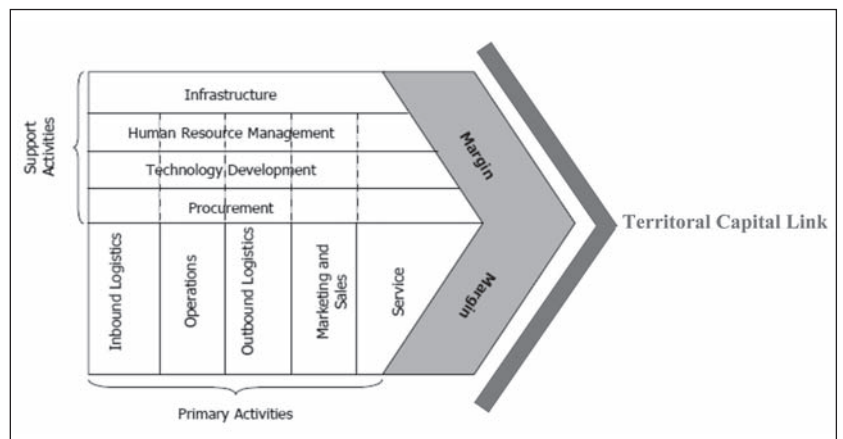 Support
Activities
Infrastructure
Human Resource Management
Technology Development
Procurement
Inbound Logistics
Operations
Outbound Logistics
Marketing and
Sales
Service
Margin
Margin
Territoral Capital Link
Primary Activities